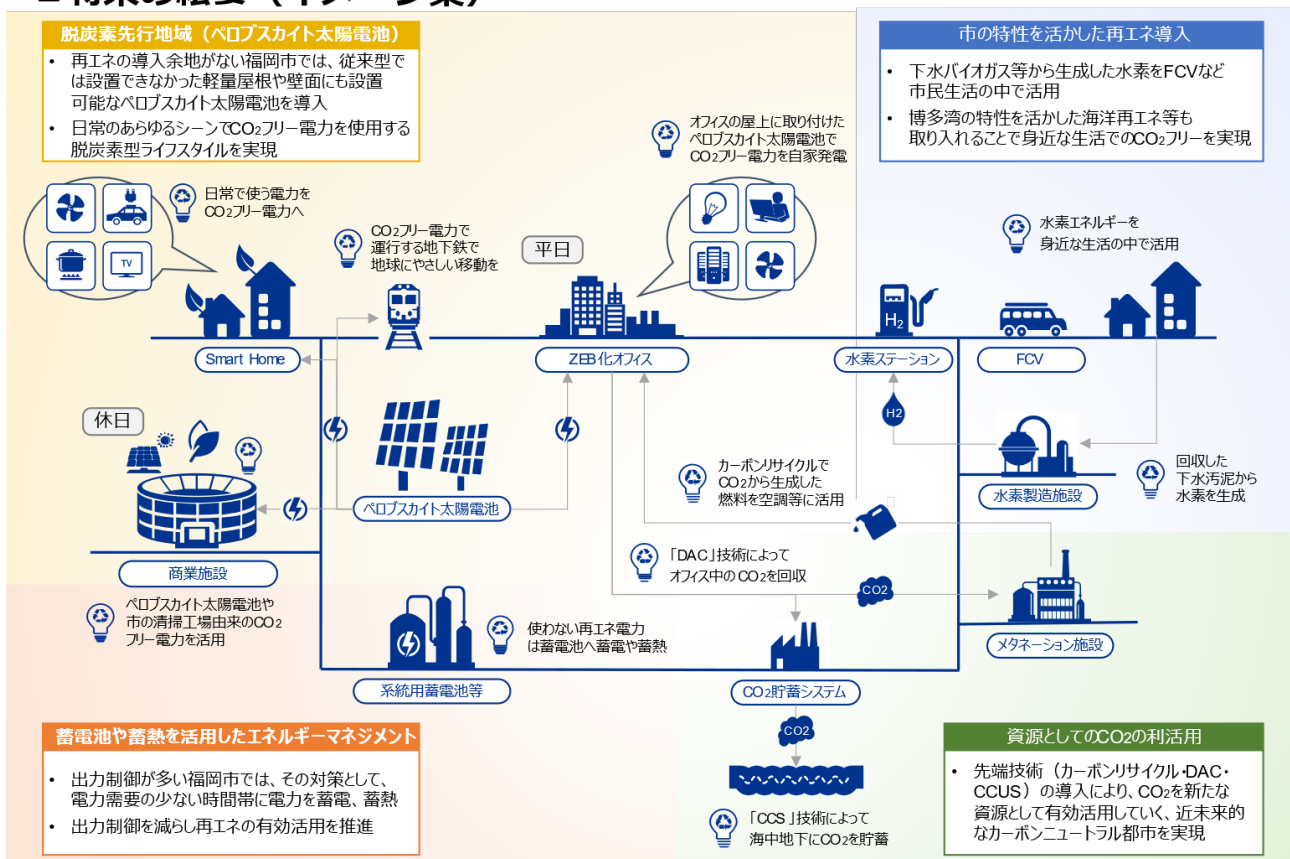 脱炭素先行地域（ペロブスカイト太陽電池）
• 再エネの導入余地がない福岡市では、従来型で
は設置できなかった軽量屋根や壁面にも設置
可能なペロブスカイト太陽電池を導入
• 日常のあらゆるシーンでCO2フリー電力を使用する
脱炭素型ライフスタイルを実現
市の特性を活かした再エネ導入
• 下水バイオガス等から生成した水素をFCVなど
市民生活の中で活用
• 博多湾の特性を活かした海洋再エネ等も
取り入れることで身近な生活でのCO2フリーを実現
オフィスの屋上に取り付けた
ペロブスカイト太陽電池で
CO2フリー電力を自家発電
日常で使う電力を
CO2フリー電力へ
TV
CO2フリー電力で
運行する地下鉄で
地球にやさしい移動を
平日
水素エネルギーを
身近な生活の中で活用
H2
Smart Home
ZEB化オフィス
水素ステーション
FCV
休日
H2
カーボンリサイクルで
CO2から生成した
燃料を空調等に活用
回収した
下水汚泥から
水素を生成
水素製造施設
ペロブスカイト太陽電池
「DAC」技術によって
オフィス中のCO2を回収
CO2
商業施設
ペロブスカイト太陽電池や
市の清掃工場由来のCO2
フリー電力を活用
使わない再エネ電力
は蓄電池へ蓄電や蓄熱
メタネーション施設
系統用蓄電池等
CO2貯蓄システム
CO2
蓄電池や蓄熱を活用したエネルギーマネジメント
• 出力制御が多い福岡市では、その対策として、
電力需要の少ない時間帯に電力を蓄電、蓄熱
• 出力制御を減らし再エネの有効活用を推進
「CCS」技術によって
海中地下にCO2を貯蓄
資源としてのCO2の利活用
• 先端技術（カーボンリサイクル・DAC・
CCUS）の導入により、CO2を新たな
資源として有効活用していく、近未来的
なカーボンニュートラル都市を実現